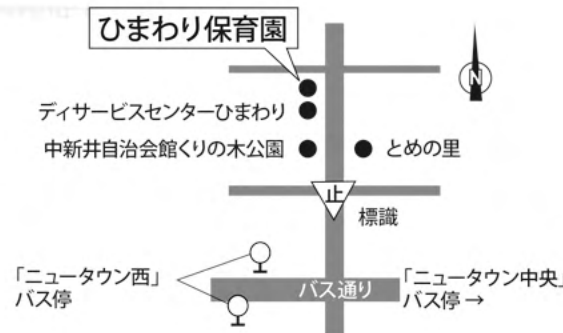 ひまわり保育園
N
ディサービスセンターひまわり
中新井自治会館くりの木公園
とめの里
止
標識
「ニュータウン西」
バス停
バス通り
「ニュータウン中央」
バス停→